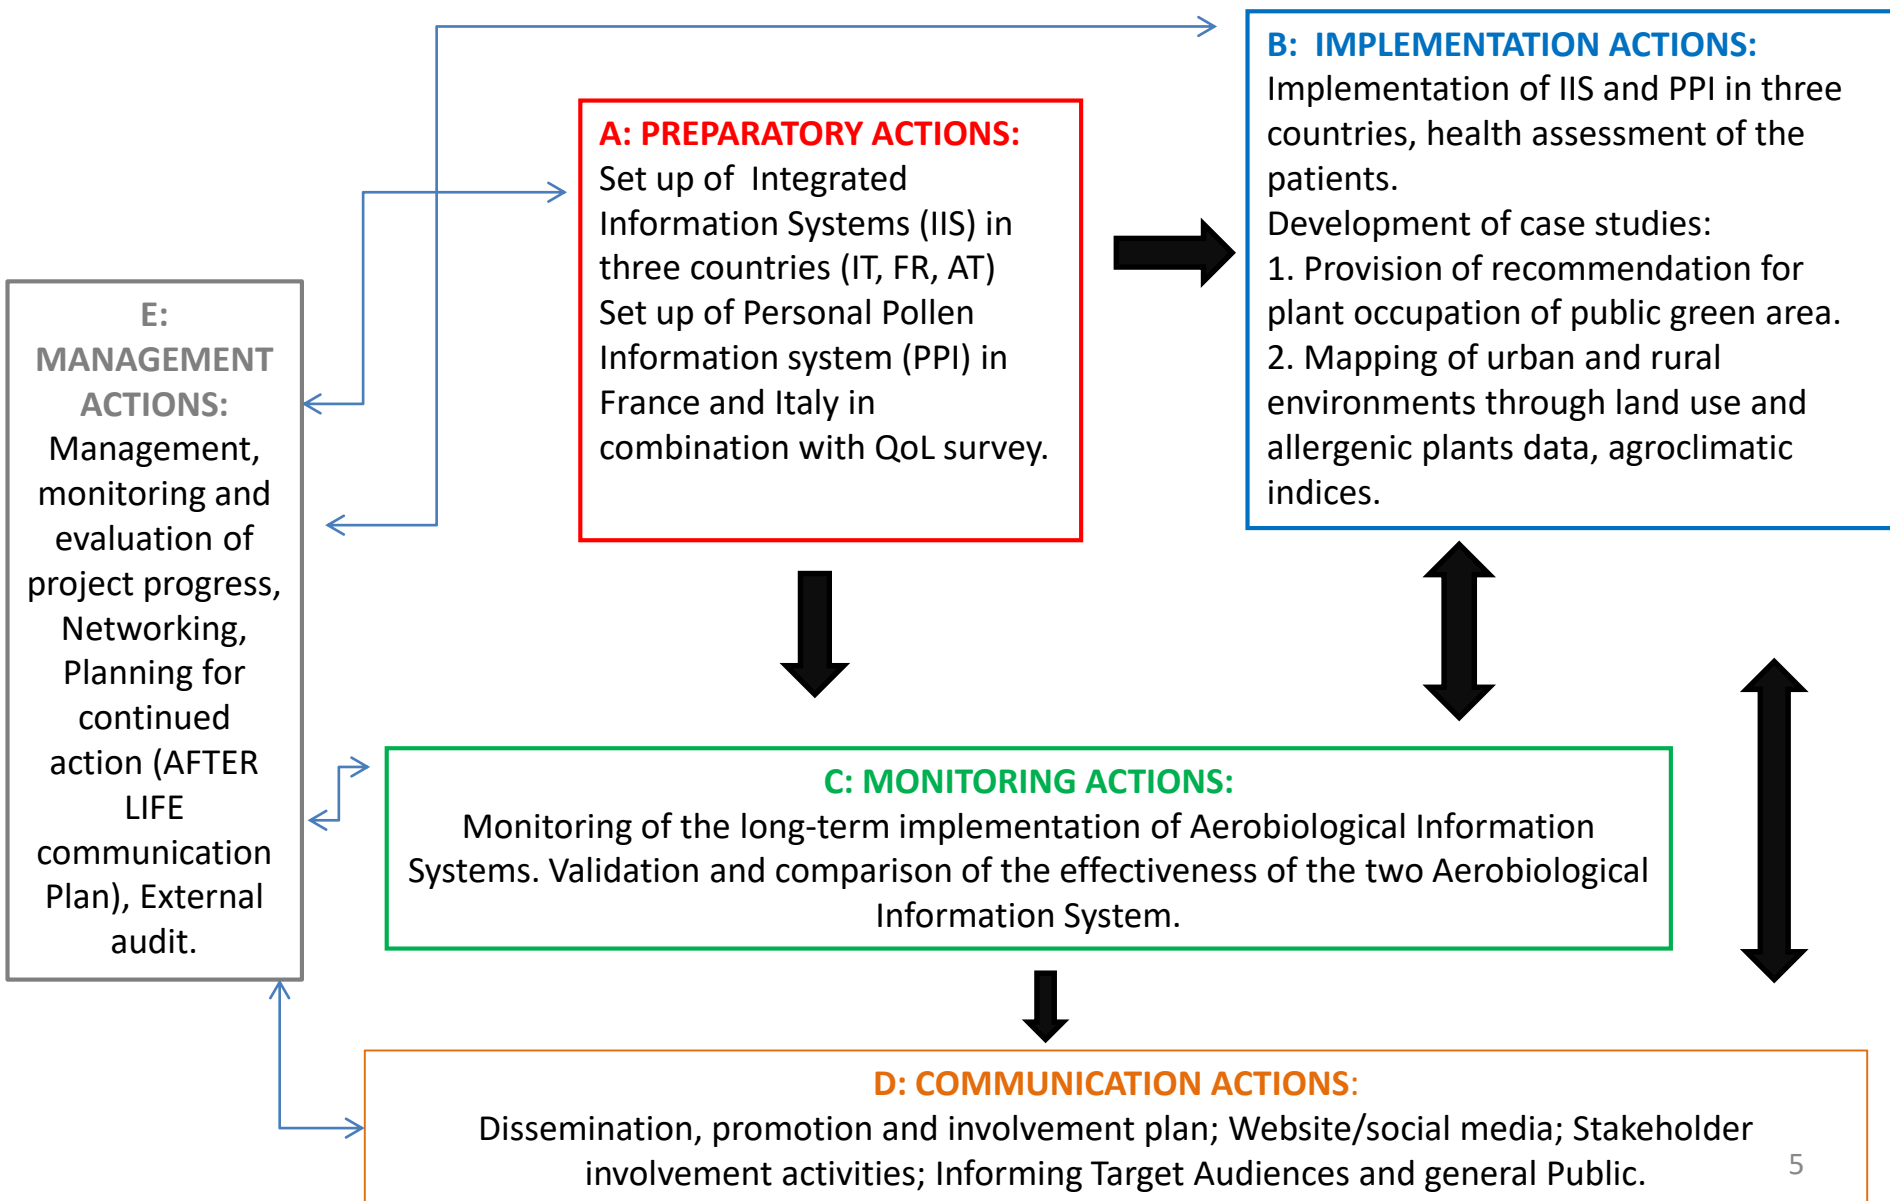 A: PREPARATORY ACTIONS:
Set up of Integrated
Information Systems (IIS) in
three countries (IT, FR, AT)
Set up of Personal Pollen
Information system (PPI) in
France and Italy in
combination with QoL survey.
B: IMPLEMENTATION ACTIONS:
Implementation of IIS and PPI in three
countries, health assessment of the
patients.
Development of case studies:
1. Provision of recommendation for
plant occupation of public green area.
2. Mapping of urban and rural
environments through land use and
allergenic plants data, agroclimatic
indices.
E:
MANAGEMENT
ACTIONS:
Management,
monitoring and
evaluation of
project progress,
Networking,
Planning for
continued
action (AFTER
LIFE
communication
Plan), External
audit.
C: MONITORING ACTIONS:
Monitoring of the long-term implementation of Aerobiological Information
Systems. Validation and comparison of the effectiveness of the two Aerobiological
Information System.
D: COMMUNICATION ACTIONS:
Dissemination, promotion and involvement plan; Website/social media; Stakeholder
involvement activities; Informing Target Audiences and general Public.
5